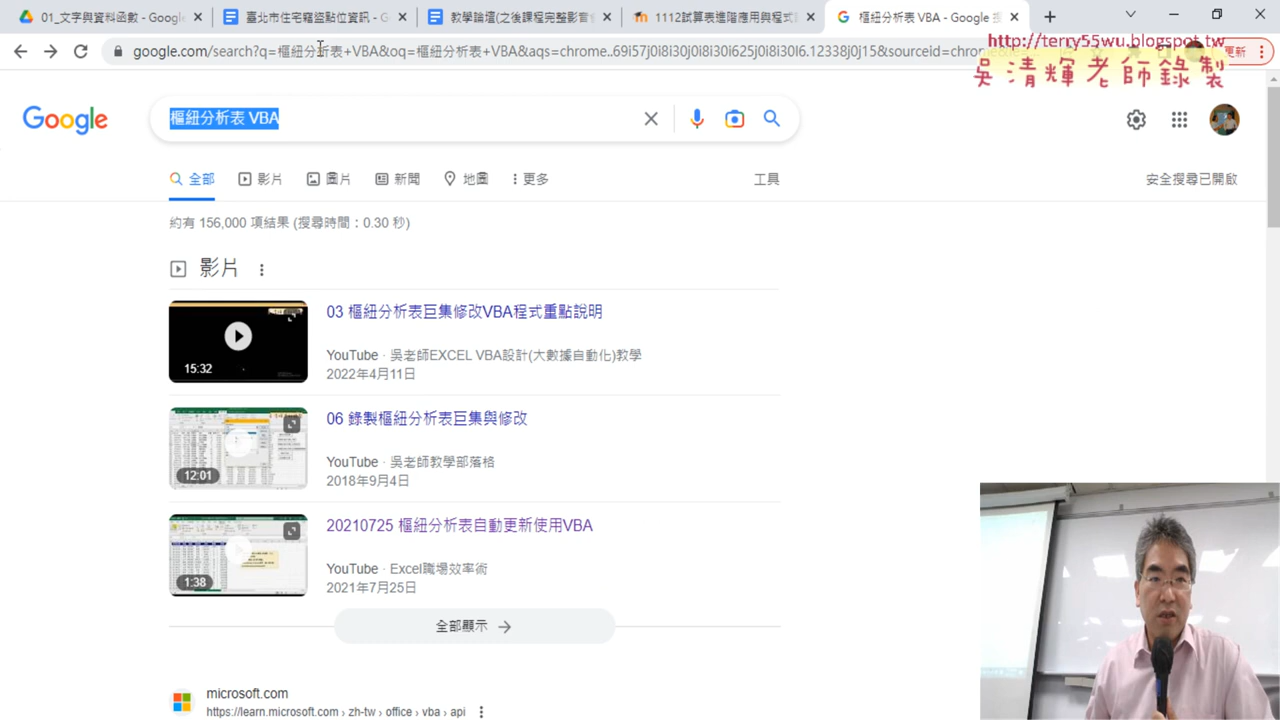 01_文字與資料函數 - Googl
臺北市住宅竊盜點位資訊 - G
教學論壇(之後課程完整影音
1112試算表進階應用與程式
樞紐分析表 VBA - Google 搜
google.com/search?q=樞紐分析表+VBA&oq=樞紐分析表+VBA&aqs=chrome..69i57j0i8i30j0i8i30i625j0i8i30l6.12338j0j15&sourceid=chro
更新
http://terry55wu.blogspot.tw
吳清輝老師錄製
Google
樞紐分析表 VBA
全部
影片
圖片
新聞
地圖
更多
工具
安全搜尋已開啟
約有 156,000 項結果 (搜尋時間：0.30 秒)
影片
03 樞紐分析表巨集修改VBA程式重點說明
YouTube · 吳老師EXCEL VBA設計(大數據自動化)教學
2022年4月11日
15:32
06 錄製樞紐分析表巨集與修改
YouTube · 吳老師教學部落格
2018年9月4日
12:01
20210725 樞紐分析表自動更新使用VBA
YouTube · Excel職場效率術
2021年7月25日
1:38
全部顯示
microsoft.com
https://learn.microsoft.com › zh-tw › office › vba › api